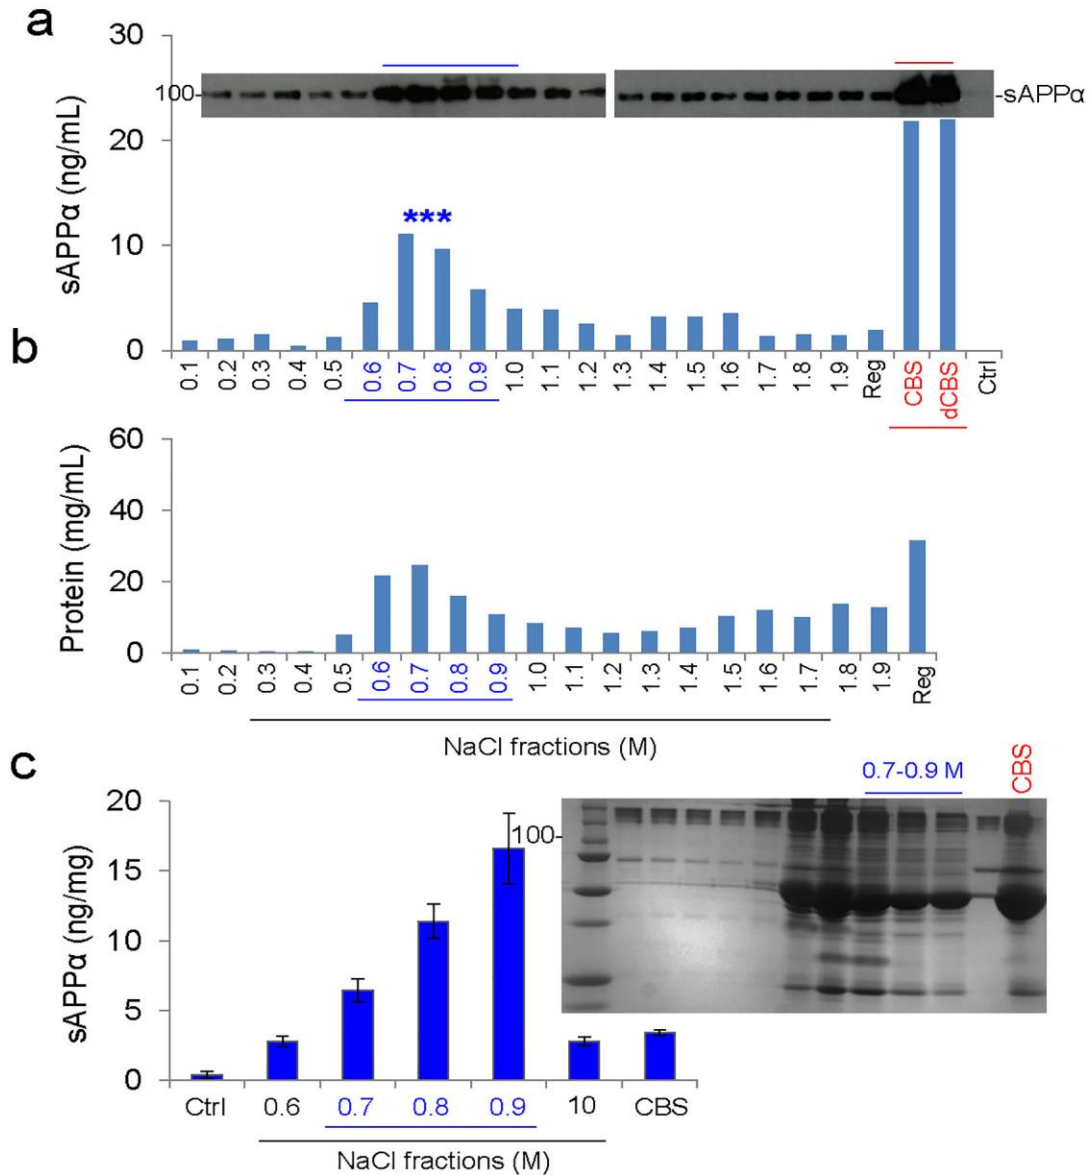 a
30
20
10
0
sAPPα (ng/mL)
100-
-sAPPα
***
0.1 0.2 0.3 0.4 0.5 0.6 0.7 0.8 0.9 1.0 1.1 1.2 1.3 1.4 1.5 1.6 1.7 1.8 1.9 Reg CBS dCBS Ctrl
b
60
40
20
0
Protein (mg/mL)
0.1 0.2 0.3 0.4 0.5 0.6 0.7 0.8 0.9 1.0 1.1 1.2 1.3 1.4 1.5 1.6 1.7 1.8 1.9 Reg
NaCl fractions (M)
c
20
15
10
5
0
sAPPα (ng/mg)
0.7-0.9 M
CBS
100-
Ctrl 0.6 0.7 0.8 0.9 10 CBS
NaCl fractions (M)